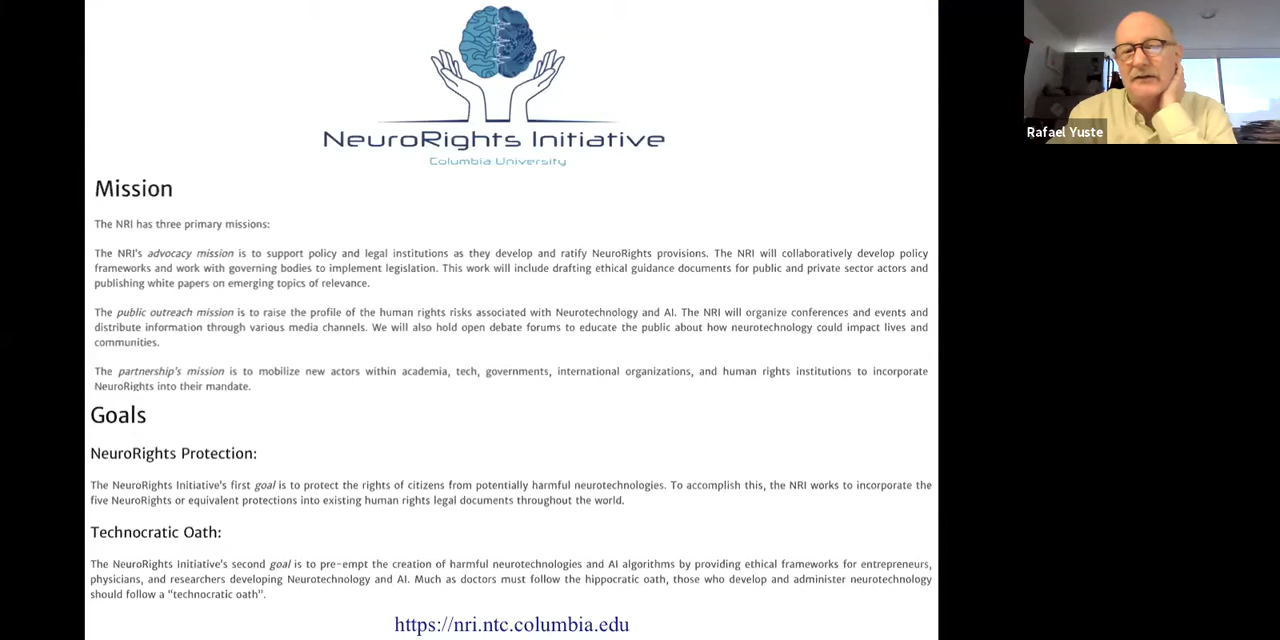 NeuroRights Initiative
Columbia University
Rafael Yuste
Mission
The NRI has three primary missions:
The NRI's advocacy mission is to support policy and legal institutions as they develop and ratify NeuroRights provisions. The NRI will collaboratively develop policy
frameworks and work with governing bodies to implement legislation. This work will include drafting ethical guidance documents for public and private sector actors and
publishing white papers on emerging topics of relevance.
The public outreach mission is to raise the profile of the human rights risks associated with Neurotechnology and AI. The NRI will organize conferences and events and
distribute information through various media channels. We will also hold open debate forums to educate the public about how neurotechnology could impact lives and
communities.
The partnership's mission is to mobilize new actors within academia, tech, governments, international organizations, and human rights institutions to incorporate
NeuroRights into their mandate.
Goals
NeuroRights Protection:
The NeuroRights Initiative's first goal is to protect the rights of citizens from potentially harmful neurotechnologies. To accomplish this, the NRI works to incorporate the
five NeuroRights or equivalent protections into existing human rights legal documents throughout the world.
Technocratic Oath:
The NeuroRights Initiative's second goal is to pre-empt the creation of harmful neurotechnologies and AI algorithms by providing ethical frameworks for entrepreneurs,
physicians, and researchers developing Neurotechnology and AI. Much as doctors must follow the hippocratic oath, those who develop and administer neurotechnology
should follow a “technocratic oath”.
https://nri.ntc.columbia.edu